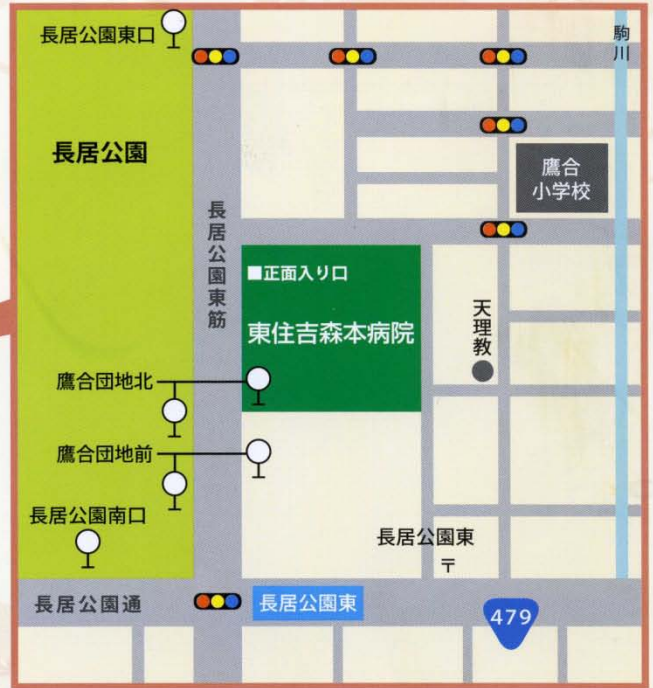 長居公園東口
駒川
長居公園
鷹合
小学校
長居公園東筋
■正面入り口
東住吉森本病院
天理教
鷹合団地北
鷹合団地前
長居公園南口
長居公園東
〒
長居公園通
長居公園東
479